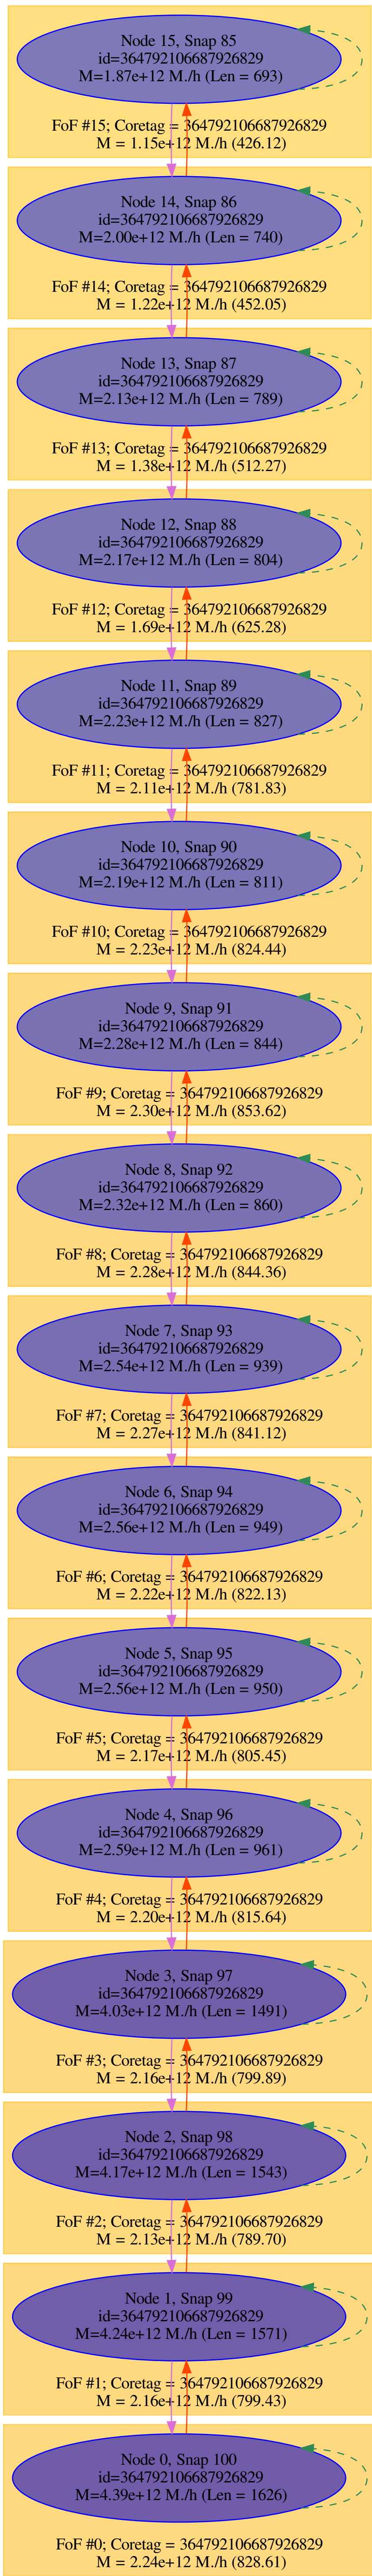 Node 15, Snap 85
id=364792106687926829
M=1.87e+12 M./h (Len = 693)
FoF #15; Coretag = 364792106687926829
M = 1.15e+12 M./h (426.12)
Node 14, Snap 86
id=364792106687926829
M=2.00e+12 M./h (Len = 740)
FoF #14; Coretag = 364792106687926829
M = 1.22e+12 M./h (452.05)
Node 13, Snap 87
id=364792106687926829
M=2.13e+12 M./h (Len = 789)
FoF #13; Coretag = 364792106687926829
M = 1.38e+12 M./h (512.27)
Node 12, Snap 88
id=364792106687926829
M=2.17e+12 M./h (Len = 804)
FoF #12; Coretag = 364792106687926829
M = 1.69e+12 M./h (625.28)
Node 11, Snap 89
id=364792106687926829
M=2.23e+12 M./h (Len = 827)
FoF #11; Coretag = 364792106687926829
M = 2.11e+12 M./h (781.83)
Node 10, Snap 90
id=364792106687926829
M=2.19e+12 M./h (Len = 811)
FoF #10; Coretag = 364792106687926829
M = 2.23e+12 M./h (824.44)
Node 9, Snap 91
id=364792106687926829
M=2.28e+12 M./h (Len = 844)
FoF #9; Coretag = 364792106687926829
M = 2.30e+12 M./h (853.62)
Node 8, Snap 92
id=364792106687926829
M=2.32e+12 M./h (Len = 860)
FoF #8; Coretag = 364792106687926829
M = 2.28e+12 M./h (844.36)
Node 7, Snap 93
id=364792106687926829
M=2.54e+12 M./h (Len = 939)
FoF #7; Coretag = 364792106687926829
M = 2.27e+12 M./h (841.12)
Node 6, Snap 94
id=364792106687926829
M=2.56e+12 M./h (Len = 949)
FoF #6; Coretag = 364792106687926829
M = 2.22e+12 M./h (822.13)
Node 5, Snap 95
id=364792106687926829
M=2.56e+12 M./h (Len = 950)
FoF #5; Coretag = 364792106687926829
M = 2.17e+12 M./h (805.45)
Node 4, Snap 96
id=364792106687926829
M=2.59e+12 M./h (Len = 961)
FoF #4; Coretag = 364792106687926829
M = 2.20e+12 M./h (815.64)
Node 3, Snap 97
id=364792106687926829
M=4.03e+12 M./h (Len = 1491)
FoF #3; Coretag = 364792106687926829
M = 2.16e+12 M./h (799.89)
Node 2, Snap 98
id=364792106687926829
M=4.17e+12 M./h (Len = 1543)
FoF #2; Coretag = 364792106687926829
M = 2.13e+12 M./h (789.70)
Node 1, Snap 99
id=364792106687926829
M=4.24e+12 M./h (Len = 1571)
FoF #1; Coretag = 364792106687926829
M = 2.16e+12 M./h (799.43)
Node 0, Snap 100
id=364792106687926829
M=4.39e+12 M./h (Len = 1626)
FoF #0; Coretag = 364792106687926829
M = 2.24e+12 M./h (828.61)